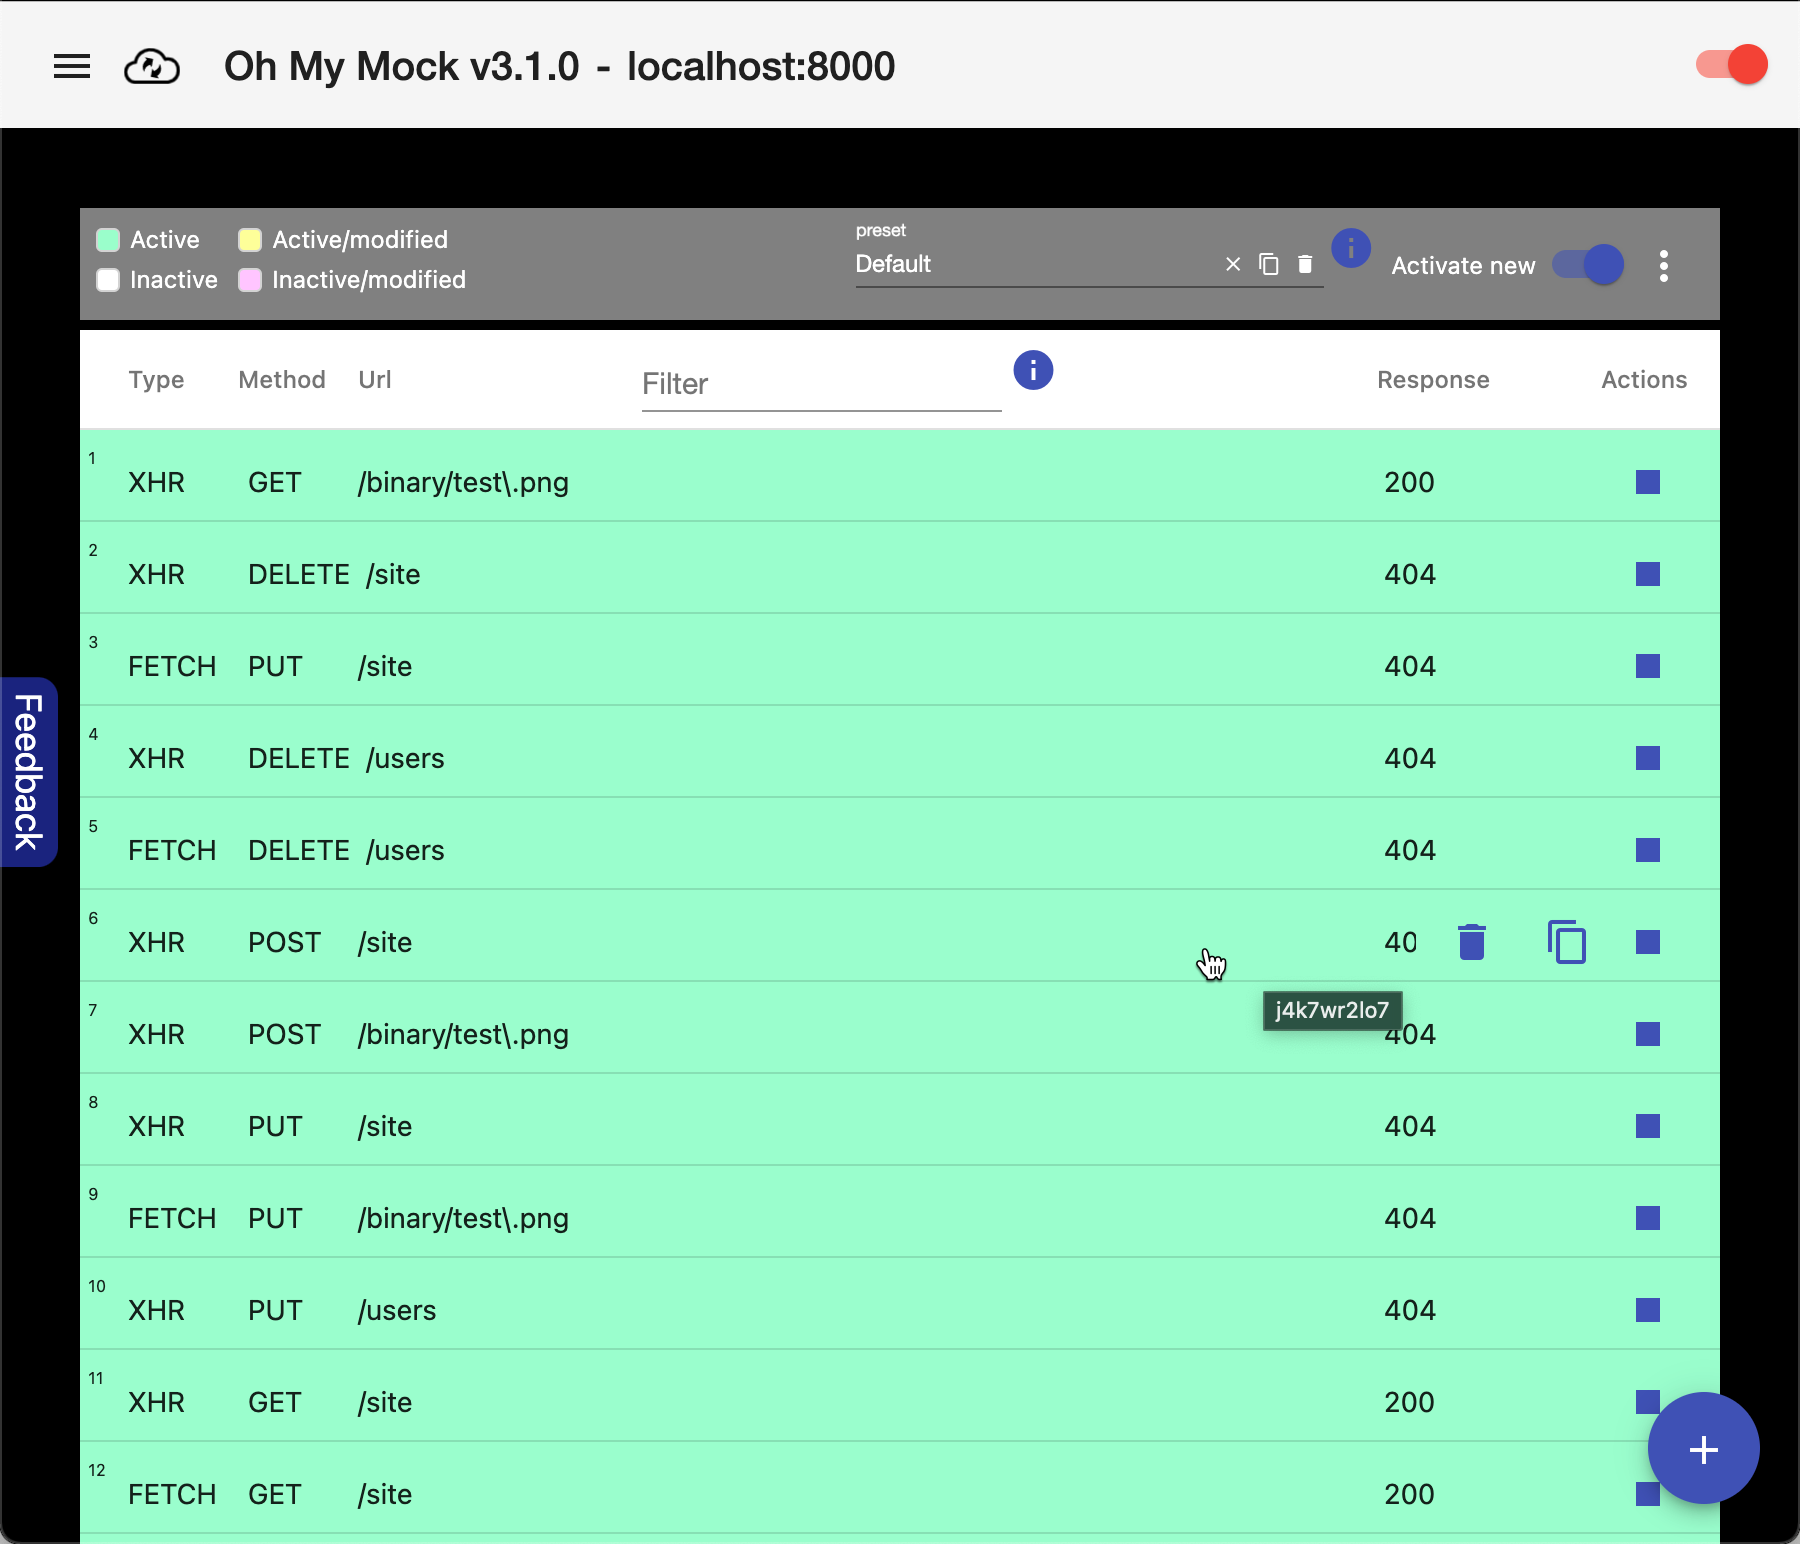 Oh My Mock v3.1.0 - localhost:8000
Active Active/modified
Inactive Inactive/modified
preset
Default
Activate new
Type Method Url Filter Response Actions
1 XHR GET /binary/test\.png 200
2 XHR DELETE /site 404
3 FETCH PUT /site 404
4 XHR DELETE /users 404
5 FETCH DELETE /users 404
6 XHR POST /site 40
j4k7wr2lo7
7 XHR POST /binary/test\.png 404
8 XHR PUT /site 404
9 FETCH PUT /binary/test\.png 404
10 XHR PUT /users 404
11 XHR GET /site 200
12 FETCH GET /site 200
Feedback